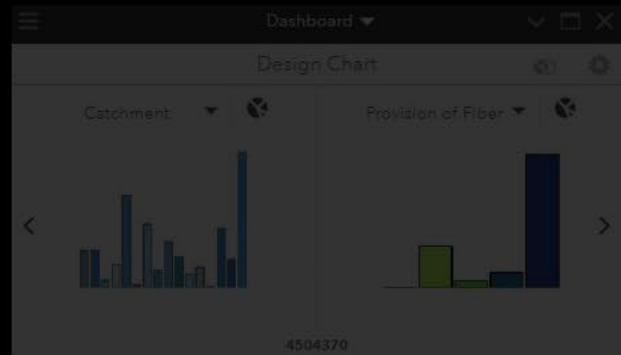 Dashboard
Design Chart
Catchment
Provision of Fiber
4504370